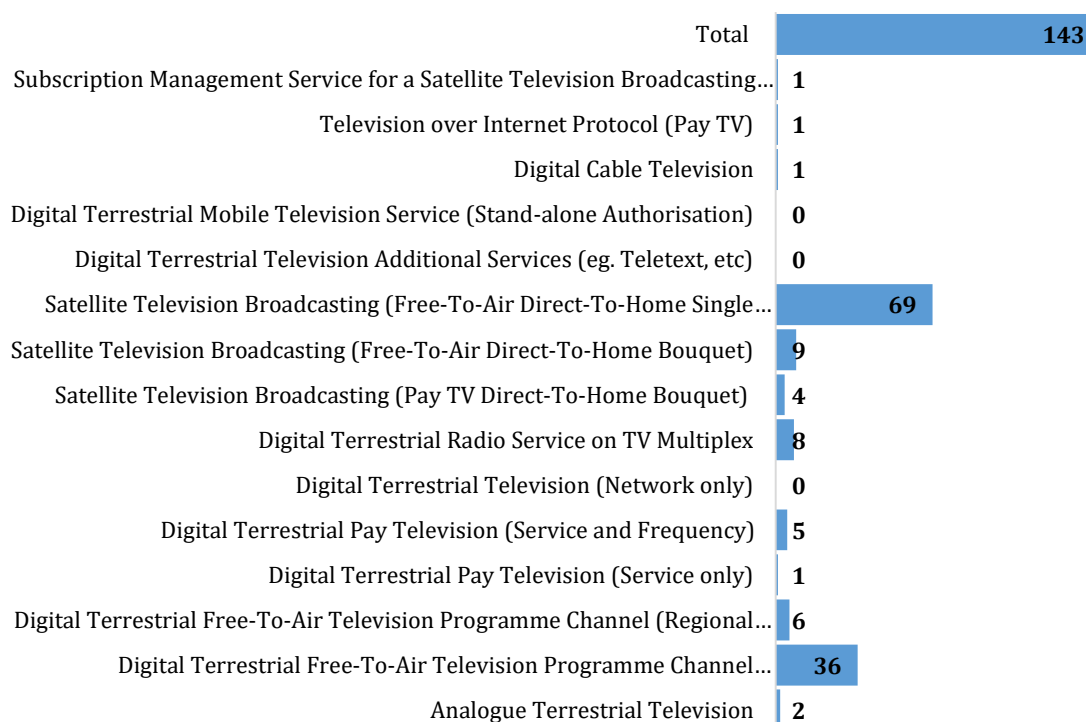 Total 143
Subscription Management Service for a Satellite Television Broadcasting… 1
Television over Internet Protocol (Pay TV) 1
Digital Cable Television 1
Digital Terrestrial Mobile Television Service (Stand-alone Authorisation) 0
Digital Terrestrial Television Additional Services (eg. Teletext, etc) 0
Satellite Television Broadcasting (Free-To-Air Direct-To-Home Single… 69
Satellite Television Broadcasting (Free-To-Air Direct-To-Home Bouquet) 9
Satellite Television Broadcasting (Pay TV Direct-To-Home Bouquet) 4
Digital Terrestrial Radio Service on TV Multiplex 8
Digital Terrestrial Television (Network only) 0
Digital Terrestrial Pay Television (Service and Frequency) 5
Digital Terrestrial Pay Television (Service only) 1
Digital Terrestrial Free-To-Air Television Programme Channel (Regional… 6
Digital Terrestrial Free-To-Air Television Programme Channel… 36
Analogue Terrestrial Television 2